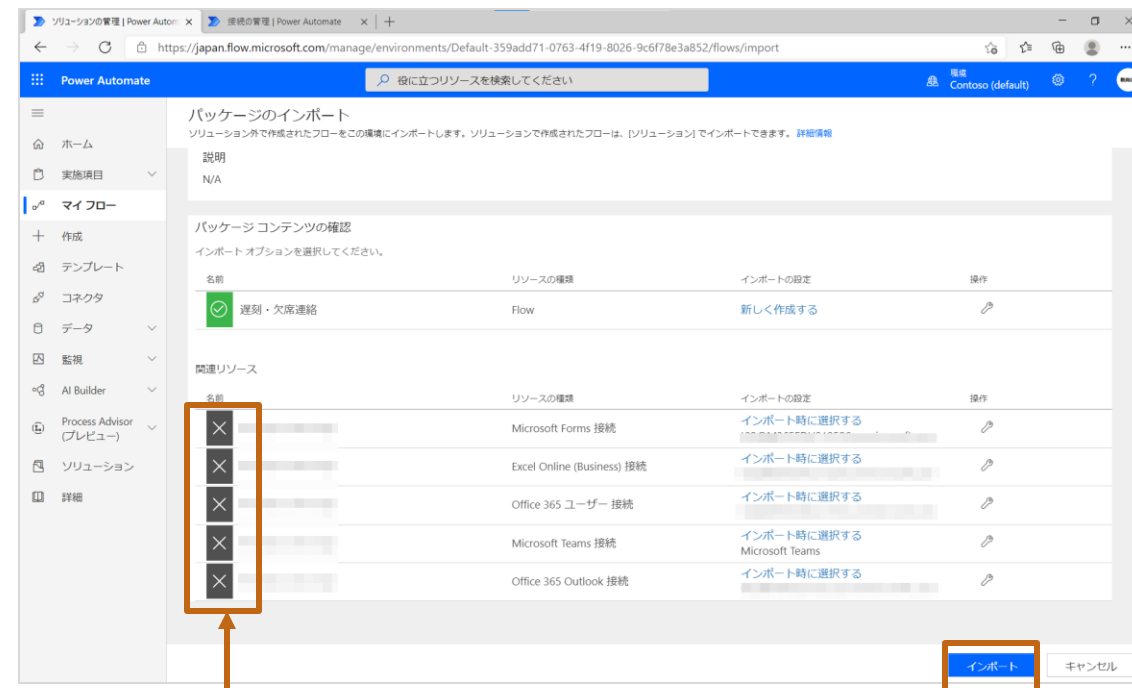 ソリューションの管理 | Power Autom
接続の管理 | Power Automate
https://japan.flow.microsoft.com/manage/environments/Default-359add71-0763-4f19-8026-9c6f78e3a852/flows/import
Power Automate
役に立つリソースを検索してください
環境
Contoso (default)
ホーム
実施項目
マイ フロー
作成
テンプレート
コネクタ
データ
監視
AI Builder
Process Advisor
(プレビュー)
ソリューション
詳細
パッケージのインポート
ソリューション外で作成されたフローをこの環境にインポートします。ソリューションで作成されたフローは、[ソリューション] でインポートできます。 詳細情報
説明
N/A
パッケージ コンテンツの確認
インポート オプションを選択してください。
名前 リソースの種類 インポートの設定 操作
遅刻・欠席連絡 Flow 新しく作成する
関連リソース
名前 リソースの種類 インポートの設定 操作
Microsoft Forms 接続 インポート時に選択する
Excel Online (Business) 接続 インポート時に選択する
Office 365 ユーザー 接続 インポート時に選択する
Microsoft Teams 接続 インポート時に選択する
Microsoft Teams
Office 365 Outlook 接続 インポート時に選択する
インポート キャンセル